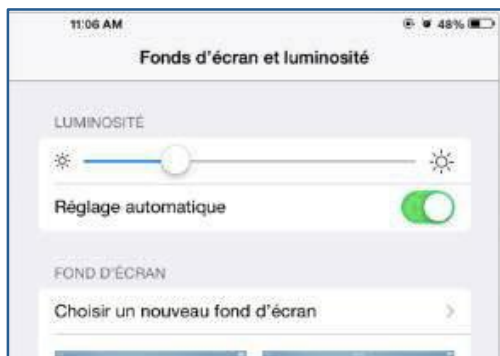 11:06 AM 48%
Fonds d'écran et luminosité
LUMINOSITÉ
Réglage automatique
FOND D'ÉCRAN
Choisir un nouveau fond d'écran